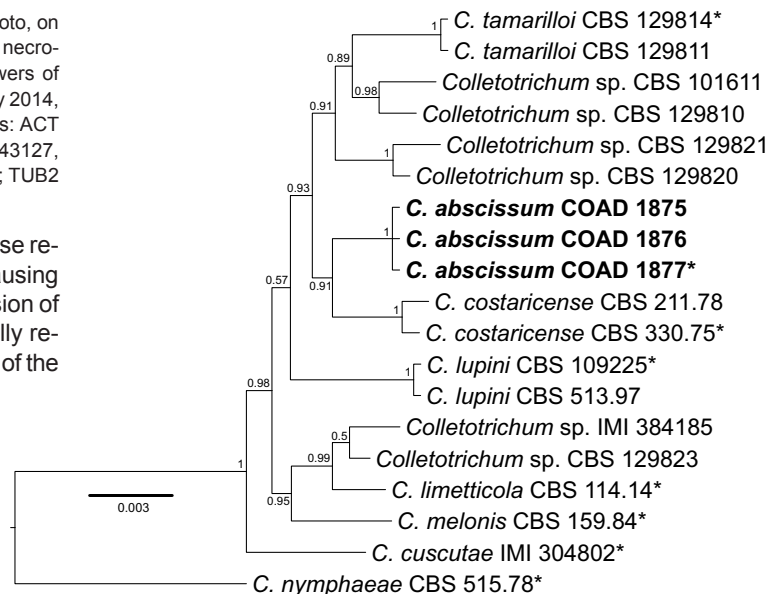 oto, on
necro-
wers of
y 2014,
s: ACT
43127,
; TUB2
se re-
ausing
sion of
lly re-
of the
C. tamarilloi CBS 129814*
1
C. tamarilloi CBS 129811
0.89
Colletotrichum sp. CBS 101611
0.98
Colletotrichum sp. CBS 129810
0.91
Colletotrichum sp. CBS 129821
1
Colletotrichum sp. CBS 129820
0.93
C. abscissum COAD 1875
1
C. abscissum COAD 1876
C. abscissum COAD 1877*
0.91
C. costaricense CBS 211.78
1
C. costaricense CBS 330.75*
0.57
C. lupini CBS 109225*
1
C. lupini CBS 513.97
0.98
Colletotrichum sp. IMI 384185
0.5
Colletotrichum sp. CBS 129823
0.99
C. limetticola CBS 114.14*
0.95
C. melonis CBS 159.84*
1
C. cuscutae IMI 304802*
0.003
C. nymphaeae CBS 515.78*